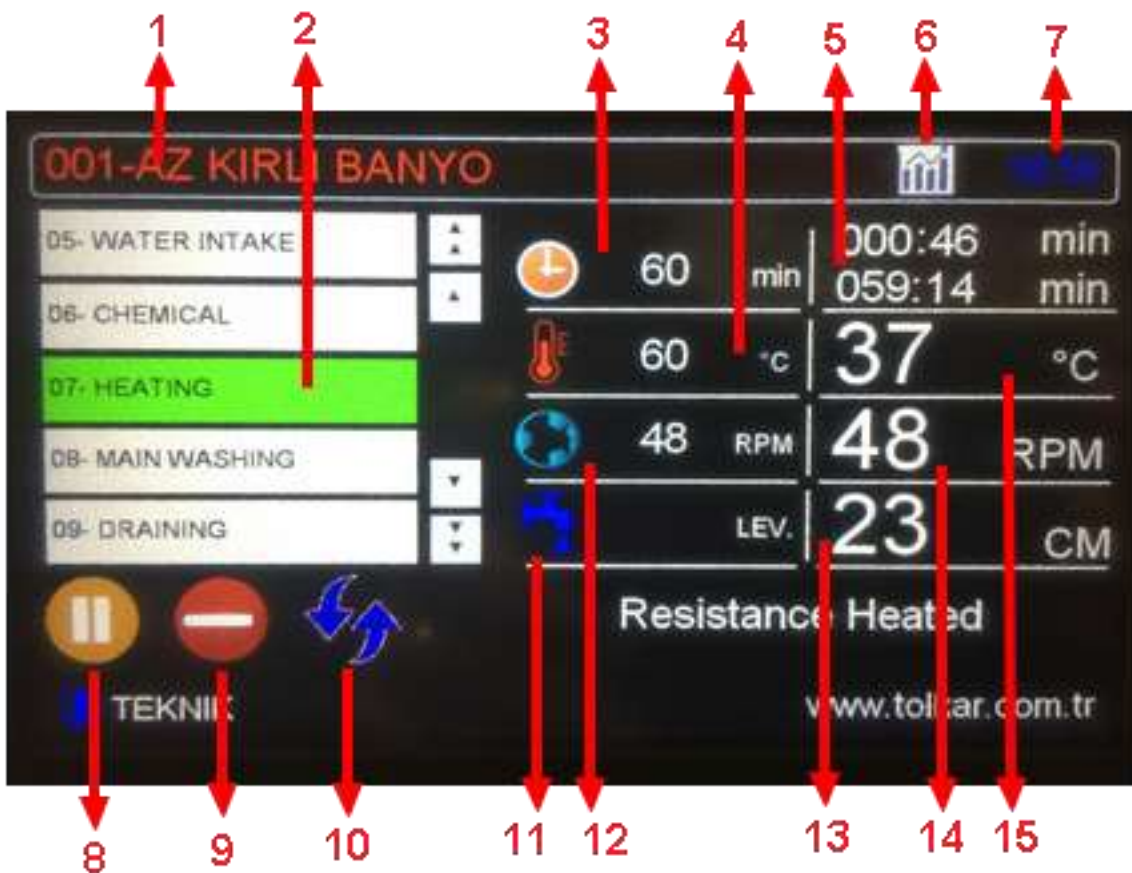 1 2 3 4 5 6 7
001-AZ KIRLI BANYO
05- WATER INTAKE
06- CHEMICAL
07- HEATING
08- MAIN WASHING
09- DRAINING
60 min
000:46 min
059:14 min
60 °C
37 °C
48 RPM
48 RPM
LEV.
23 CM
Resistance Heated
TEKNIK
www.tolkar.com.tr
8 9 10 11 12 13 14 15